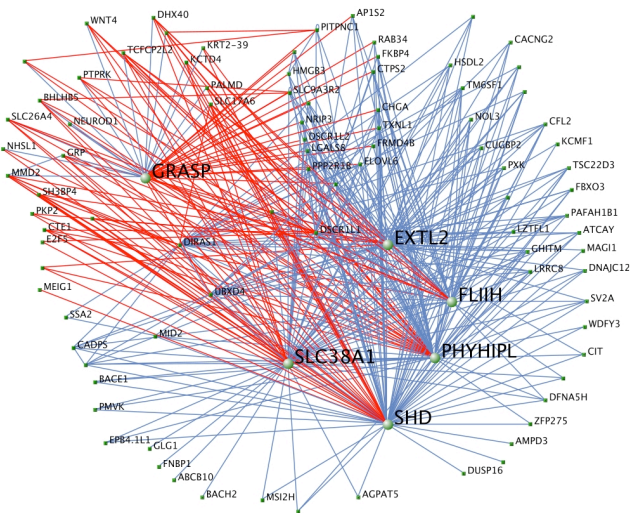 AP1S2
DHX40
WNT4
PITPNC1
RAB34
CACNG2
KRT2-39
TCFCP2L2
FKBP4
KCTD4
HSDL2
CTPS2
HMGB3
PTPRK
PALMD
TM6SF1
SLC9A3R2
BHLHB5
SLC17A6
CHGA
SLC26A4
NEUROD1
NRIP3
NOL3
CFL2
TXNL1
DSCR1L2
KCMF1
NHSL1
GRP
LGALS8
FRMD4B
CUGBP2
PPP2R1B
ELOVL6
PXK
TSC22D3
GRASP
MMD2
FBXO3
SH3BP4
PKP2
PAFAH1B1
CTE1
DSCR1L1
LZTFL1
ATCAY
E2F5
DIRAS1
EXTL2
GHITM
MAGI1
LRRC8
DNAJC12
MEIG1
UBXD4
FLIIH
SV2A
SSA2
WDFY3
MID2
CADPS
SLC38A1
PHYHIPL
CIT
BACE1
DFNA5H
PMVK
SHD
ZFP275
EPB4.1L1
GLG1
AMPD3
FNBP1
DUSP16
ABCB10
BACH2
MSI2H
AGPAT5